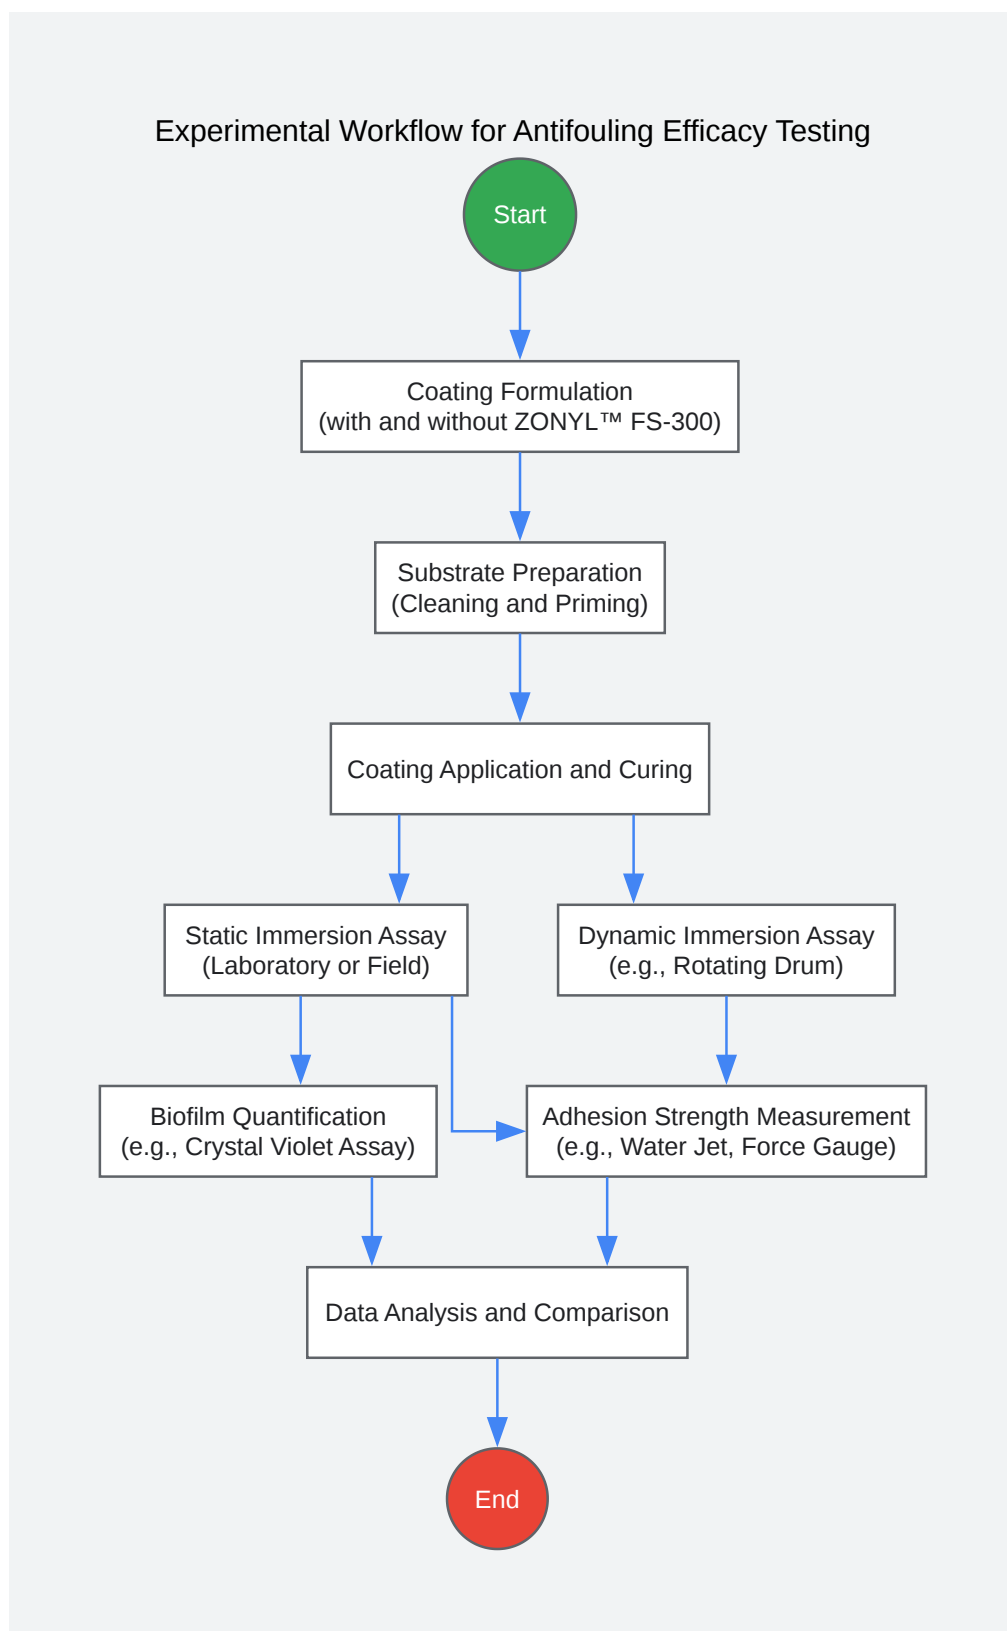 Experimental Workflow for Antifouling Efficacy Testing
Start
Coating Formulation
(with and without ZONYL™ FS-300)
Substrate Preparation
(Cleaning and Priming)
Coating Application and Curing
Static Immersion Assay
(Laboratory or Field)
Dynamic Immersion Assay
(e.g., Rotating Drum)
Biofilm Quantification
(e.g., Crystal Violet Assay)
Adhesion Strength Measurement
(e.g., Water Jet, Force Gauge)
Data Analysis and Comparison
End